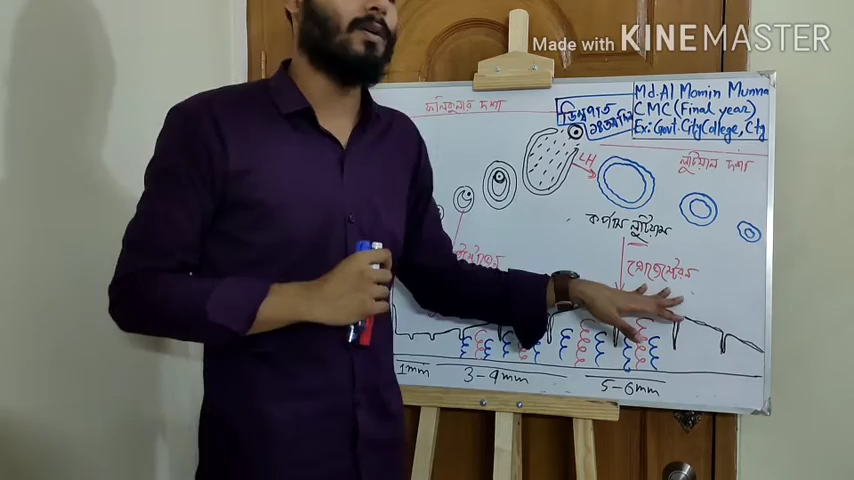 Made with KINEMASTER
ফলিকুলার দশা
ডিম্বপাত
১৪তম দিন
Md. Al Momin Munna
CMC (Final year)
Ex: Govt. City College, Ctg
LH
লুটিয়াল দশা
কর্পাস লুটিয়াম
প্রোজেস্টেরন
1mm
3-4mm
5-6mm